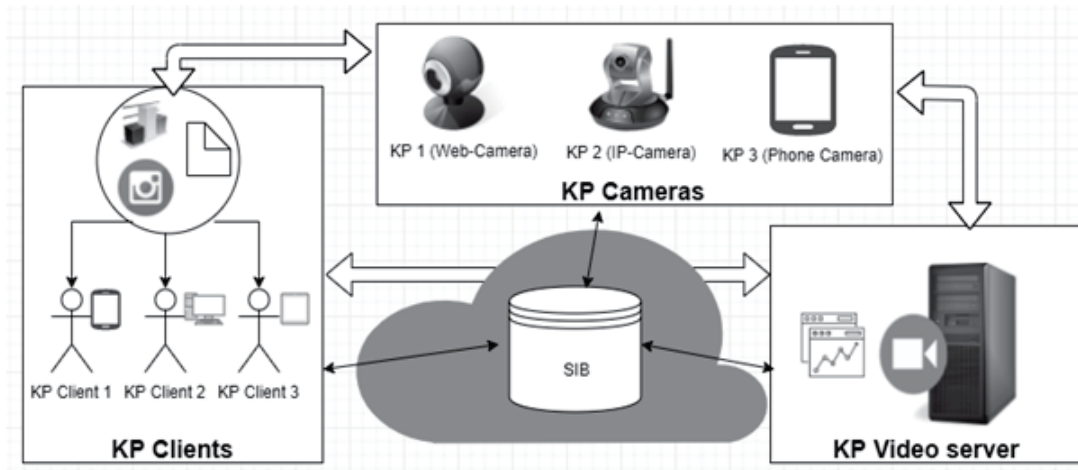 KP 1 (Web-Camera)
KP 2 (IP-Camera)
KP 3 (Phone Camera)
KP Cameras
KP Client 1
KP Client 2
KP Client 3
KP Clients
SIB
KP Video server